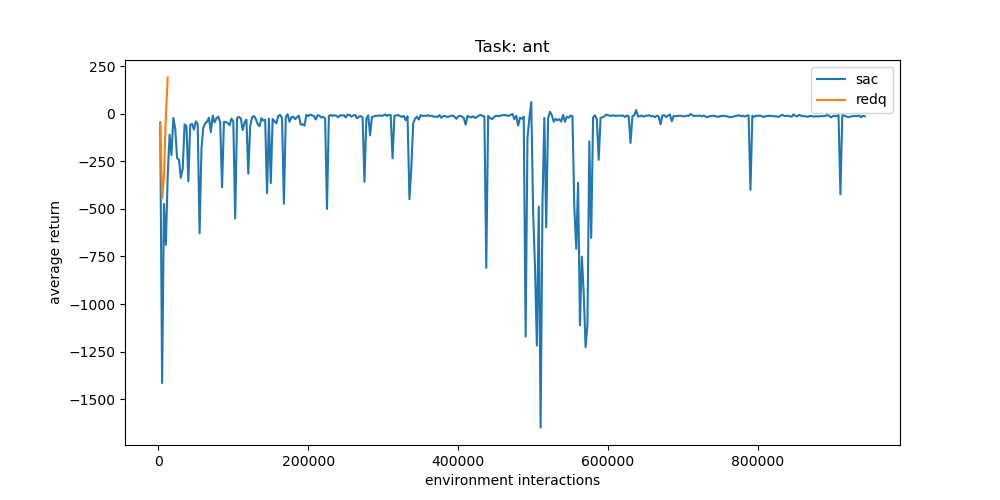 Task: ant
average return
250
0
−250
−500
−750
−1000
−1250
−1500
sac
redq
0
200000
400000
600000
800000
environment interactions